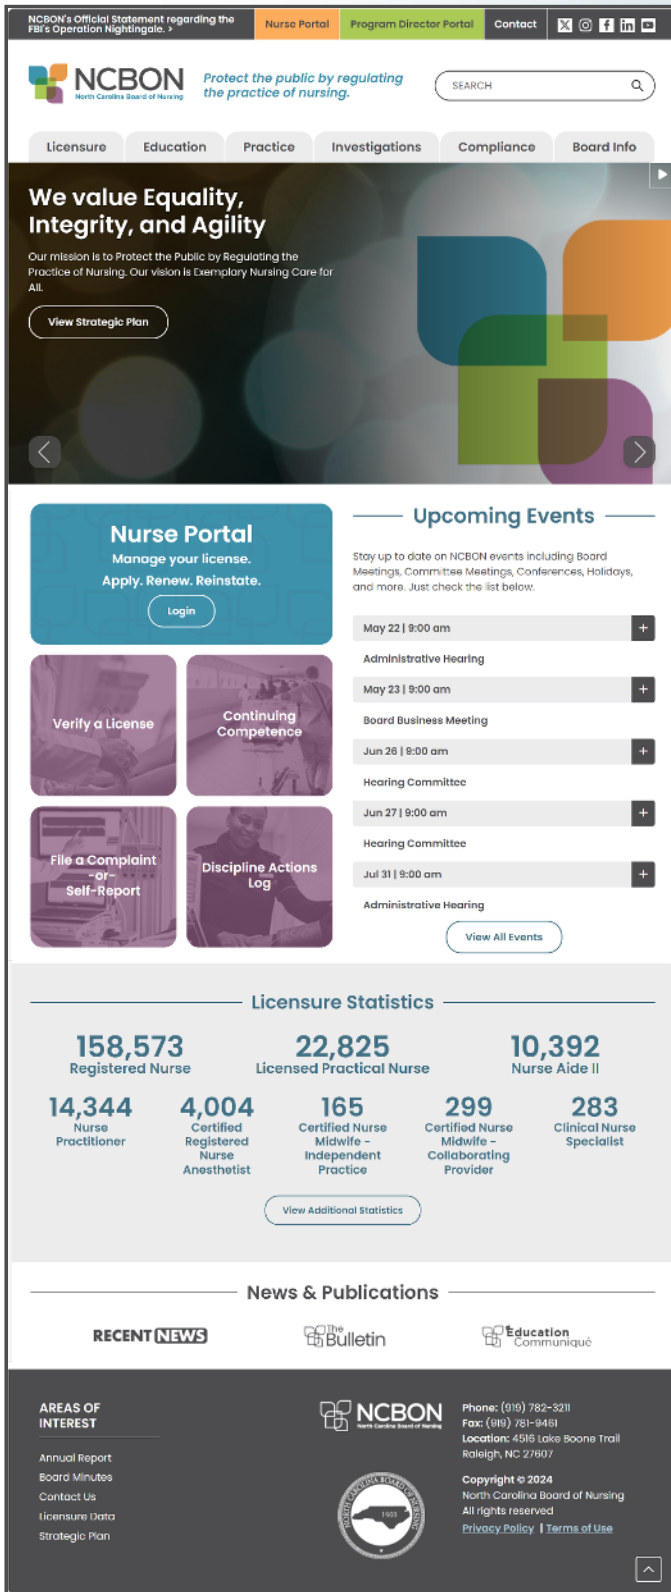 NCBON's Official Statement regarding the
FBI's Operation Nightingale. >
Nurse Portal
Program Director Portal
Contact
NCBON
North Carolina Board of Nursing
Protect the public by regulating
the practice of nursing.
SEARCH
Licensure
Education
Practice
Investigations
Compliance
Board Info
We value Equality,
Integrity, and Agility
Our mission is to Protect the Public by Regulating the
Practice of Nursing. Our vision is Exemplary Nursing Care for
All.
View Strategic Plan
Nurse Portal
Manage your license.
Apply. Renew. Reinstate.
Login
Verify a License
Continuing
Competence
File a Complaint
-or-
Self-Report
Discipline Actions
Log
Upcoming Events
Stay up to date on NCBON events including Board
Meetings, Committee Meetings, Conferences, Holidays,
and more. Just check the list below.
May 22 | 9:00 am
Administrative Hearing
May 23 | 9:00 am
Board Business Meeting
Jun 26 | 9:00 am
Hearing Committee
Jun 27 | 9:00 am
Hearing Committee
Jul 31 | 9:00 am
Administrative Hearing
View All Events
Licensure Statistics
158,573
Registered Nurse
22,825
Licensed Practical Nurse
10,392
Nurse Aide II
14,344
Nurse
Practitioner
4,004
Certified
Registered
Nurse
Anesthetist
165
Certified Nurse
Midwife -
Independent
Practice
299
Certified Nurse
Midwife -
Collaborating
Provider
283
Clinical Nurse
Specialist
View Additional Statistics
News & Publications
RECENT NEWS
The
Bulletin
Education
Communiqué
AREAS OF
INTEREST
Annual Report
Board Minutes
Contact Us
Licensure Data
Strategic Plan
NCBON
North Carolina Board of Nursing
NORTH CAROLINA BOARD OF NURSING
1903
Phone: (919) 782-3211
Fax: (919) 781-9461
Location: 4516 Lake Boone Trail
Raleigh, NC 27607
Copyright © 2024
North Carolina Board of Nursing
All rights reserved
Privacy Policy | Terms of Use